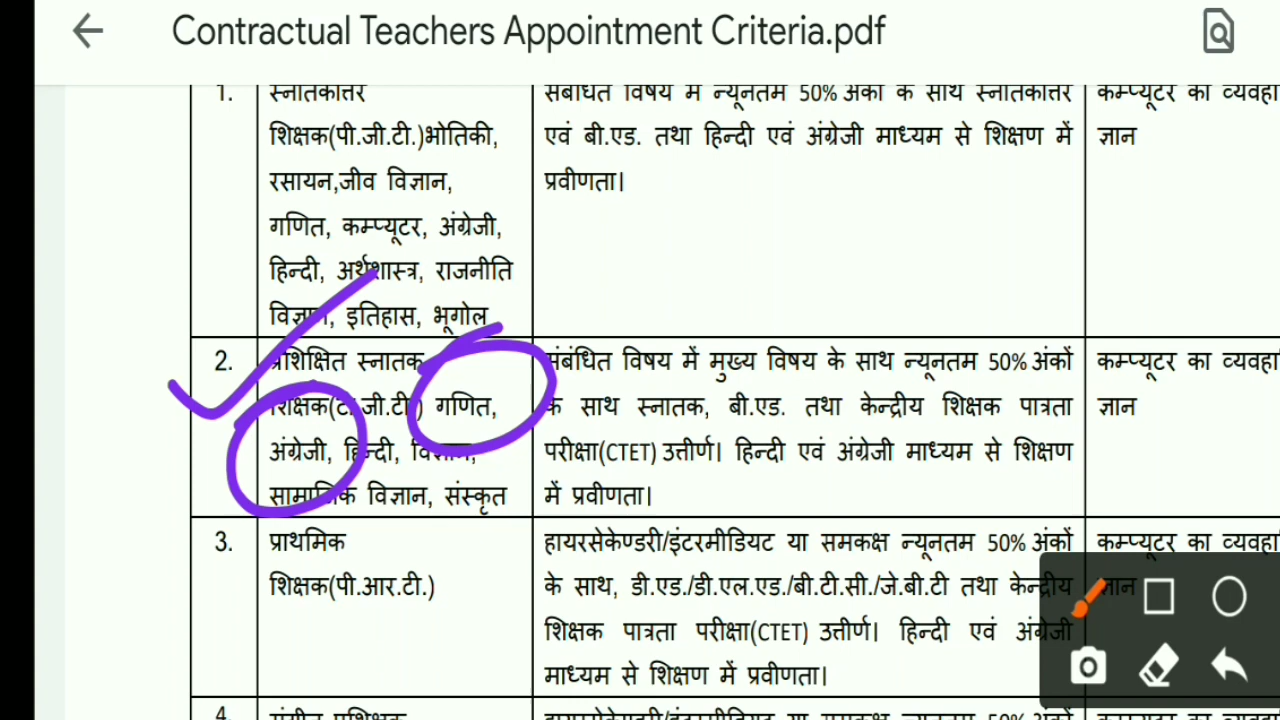 Contractual Teachers Appointment Criteria.pdf
1. स्नातकोत्तर संबंधित विषय में न्यूनतम 50% अंकों के साथ स्नातकोत्तर कम्प्यूटर का
शिक्षक(पी.जी.टी.)भोतिकी, एवं बी.एड. तथा हिन्दी एवं अंग्रेजी माध्यम से शिक्षण में ज्ञान
रसायन,जीव विज्ञान, प्रवीणता।
गणित, कम्प्यूटर, अंग्रेजी,
हिन्दी, अर्थशास्त्र, राजनीति
विज्ञान, इतिहास, भूगोल
2. प्रशिक्षित स्नातक संबंधित विषय में मुख्य विषय के साथ न्यूनतम 50% अंकों कम्प्यूटर का
शिक्षक(टी.जी.टी.) गणित, के साथ स्नातक, बी.एड. तथा केन्द्रीय शिक्षक पात्रता ज्ञान
अंग्रेजी, हिन्दी, विज्ञान, परीक्षा(CTET) उत्तीर्ण। हिन्दी एवं अंग्रेजी माध्यम से शिक्षण
सामाजिक विज्ञान, संस्कृत में प्रवीणता।
3. प्राथमिक हायरसेकेण्डरी/इंटरमीडियट या समकक्ष न्यूनतम 50% अंकों कम्प्यूटर का
शिक्षक(पी.आर.टी.) के साथ, डी.एड./डी.एल.एड./बी.टी.सी./जे.बी.टी तथा केन्द्रीय ज्ञान
शिक्षक पात्रता परीक्षा(CTET) उत्तीर्ण। हिन्दी एवं अंग्रेजी
माध्यम से शिक्षण में प्रवीणता।
4.